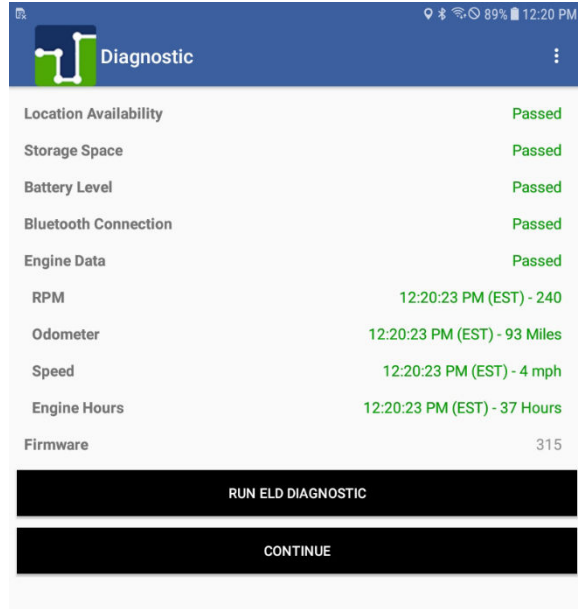 89% 12:20 PM
Diagnostic
Location Availability Passed
Storage Space Passed
Battery Level Passed
Bluetooth Connection Passed
Engine Data Passed
RPM 12:20:23 PM (EST) - 240
Odometer 12:20:23 PM (EST) - 93 Miles
Speed 12:20:23 PM (EST) - 4 mph
Engine Hours 12:20:23 PM (EST) - 37 Hours
Firmware 315
RUN ELD DIAGNOSTIC
CONTINUE